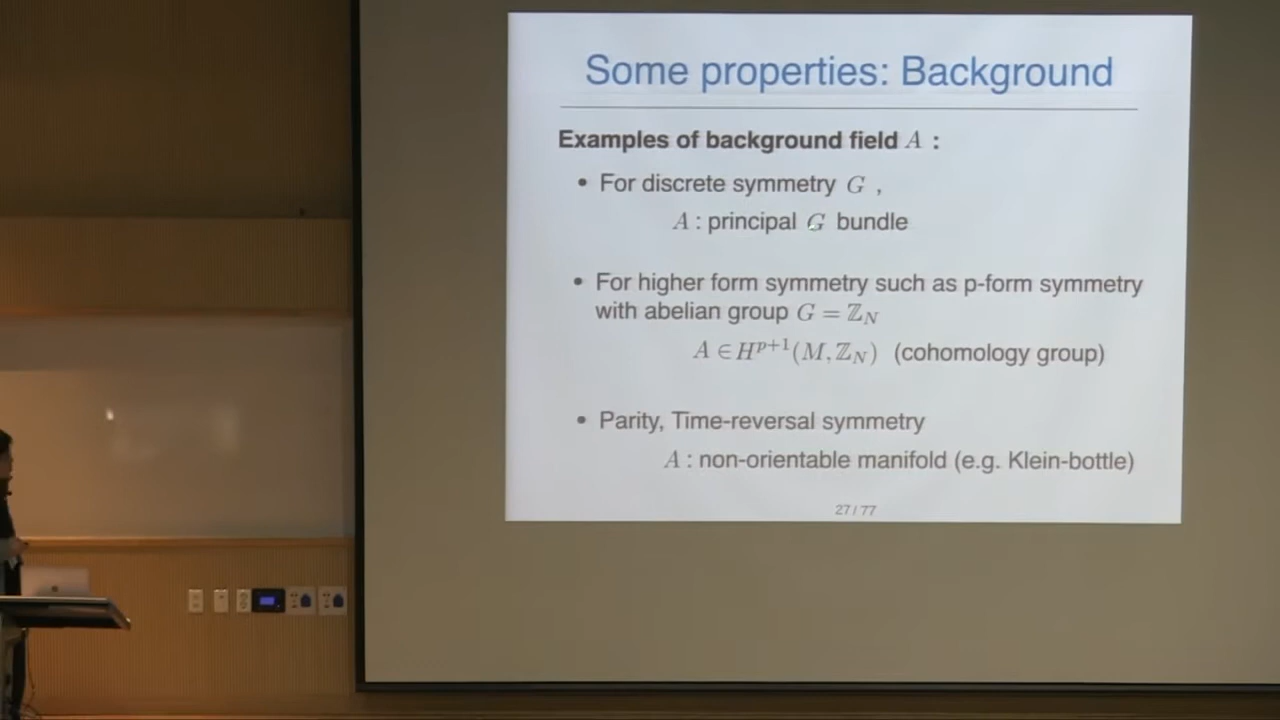 Some properties: Background
Examples of background field A :
• For discrete symmetry G ,
A : principal G bundle
• For higher form symmetry such as p-form symmetry
with abelian group G = ℤ_N
A ∈ H^{p+1}(M, ℤ_N) (cohomology group)
• Parity, Time-reversal symmetry
A : non-orientable manifold (e.g. Klein-bottle)
27 / 77